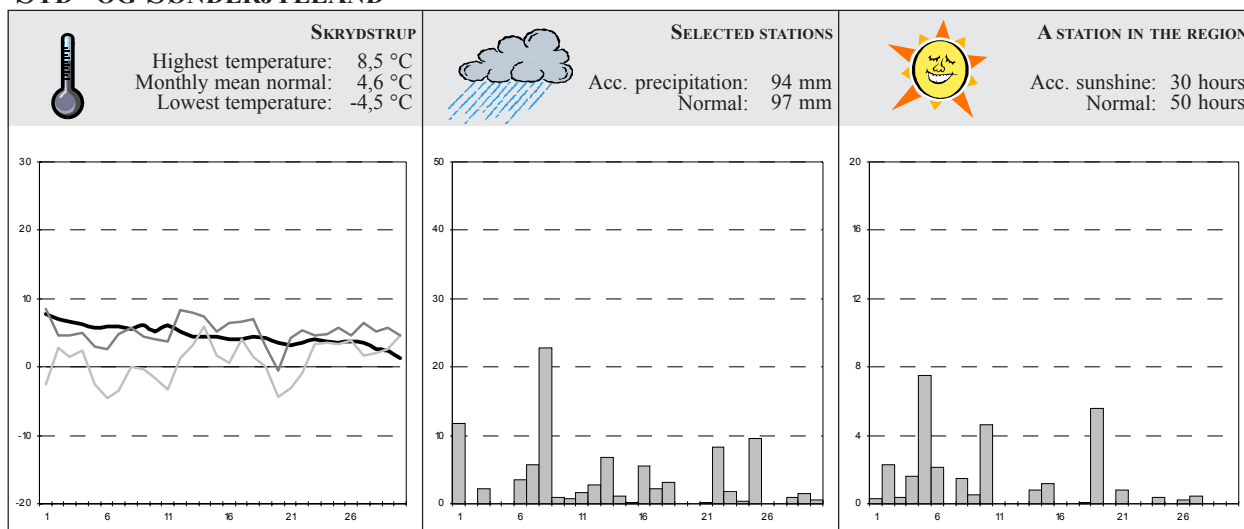 SYD- OG SØNDERJYLLAND
SKRYDSTRUP
Highest temperature: 8,5 °C
Monthly mean normal: 4,6 °C
Lowest temperature: -4,5 °C
SELECTED STATIONS
Acc. precipitation: 94 mm
Normal: 97 mm
A STATION IN THE REGION
Acc. sunshine: 30 hours
Normal: 50 hours
30
20
10
0
-10
-20
1 6 11 16 21 26
50
40
30
20
10
0
1 6 11 16 21 26
20
16
12
8
4
0
1 6 11 16 21 26